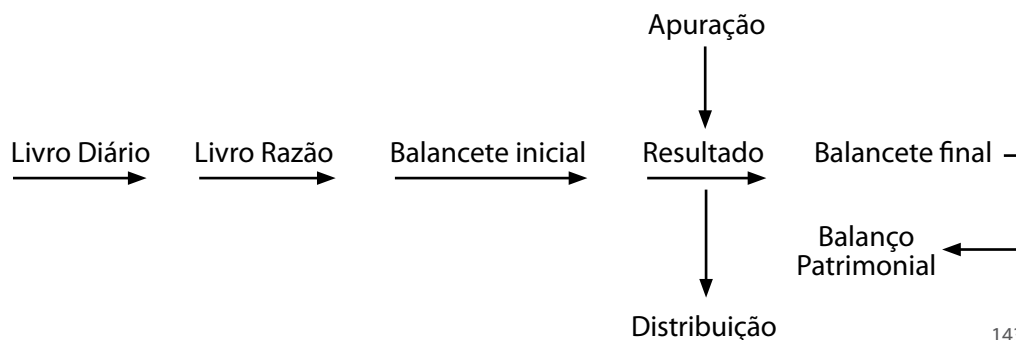 Apuração
Livro Diário Livro Razão Balancete inicial Resultado Balancete final
Balanço
Patrimonial
Distribuição